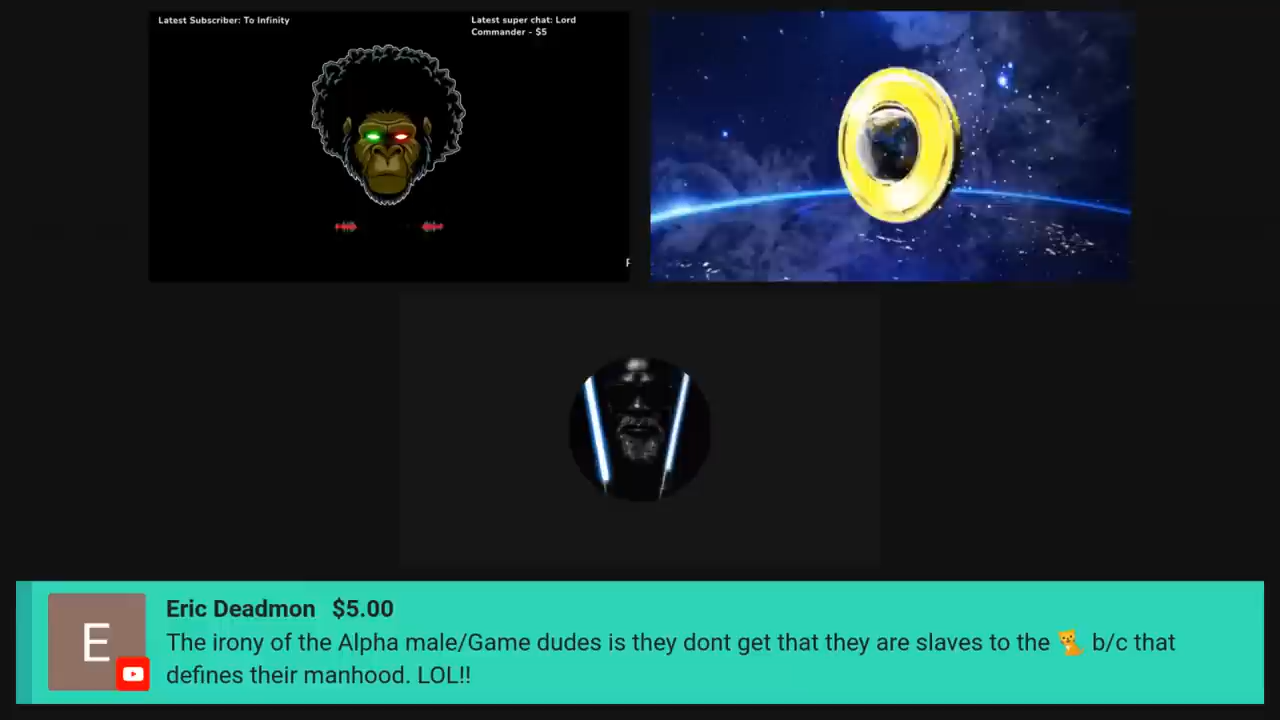 Latest Subscriber: To Infinity
Latest super chat: Lord
Commander - $5
F
E
Eric Deadmon $5.00
The irony of the Alpha male/Game dudes is they dont get that they are slaves to the 🐈 b/c that
defines their manhood. LOL!!